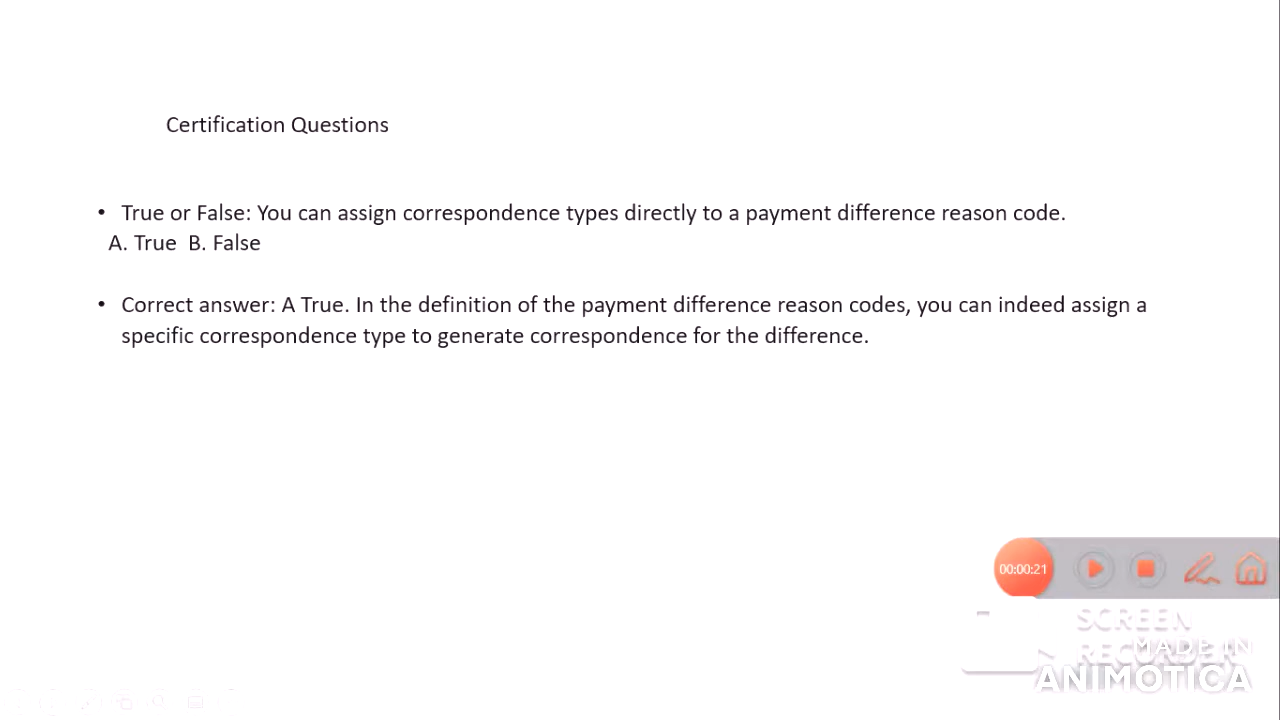 Certification Questions
• True or False: You can assign correspondence types directly to a payment difference reason code.
A. True B. False
• Correct answer: A True. In the definition of the payment difference reason codes, you can indeed assign a
specific correspondence type to generate correspondence for the difference.
00:00:21
SCREEN
RECORDER
MADE IN
ANIMOTICA